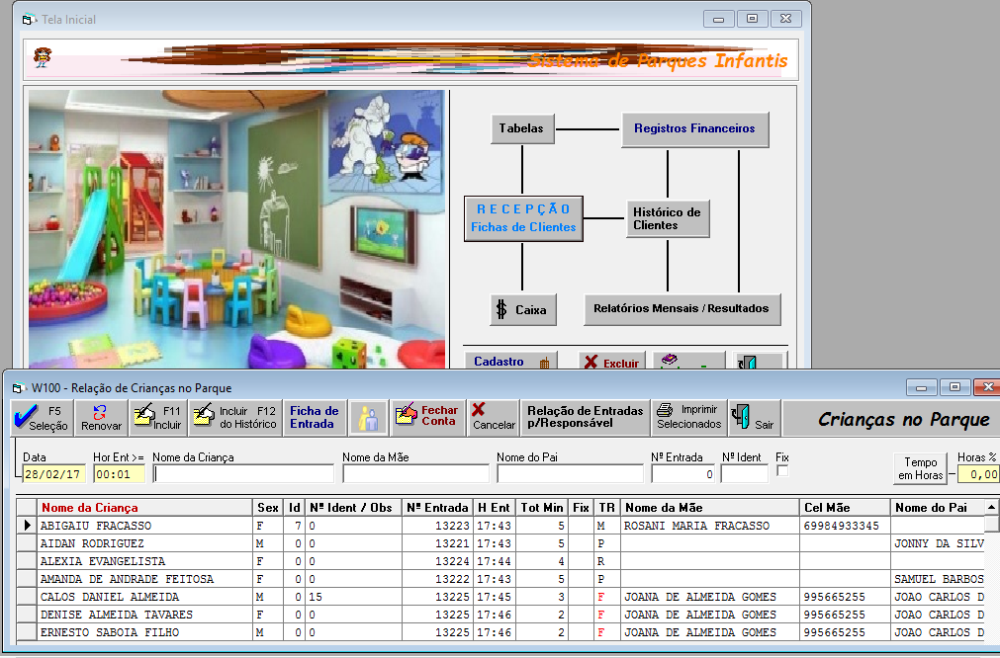 Tela Inicial
Sistema de Parques Infantis
Tabelas
Registros Financeiros
R E C E P Ç Ã O
Fichas de Clientes
Histórico de
Clientes
$ Caixa
Relatórios Mensais / Resultados
Cadastro
Excluir
W100 - Relação de Crianças no Parque
F5
Seleção
Renovar
F11
Incluir
Incluir F12
do Histórico
Ficha de
Entrada
Fechar
Conta
Cancelar
Relação de Entradas
p/Responsável
Imprimir
Selecionados
Sair
Crianças no Parque
Data Hor Ent >= Nome da Criança Nome da Mãe Nome do Pai Nº Entrada Nº Ident Fix
28/02/17 00:01 0
Tempo
em Horas
Horas %
0,00
Nome da Criança Sex Id Nº Ident / Obs Nº Entrada H Ent Tot Min Fix TR Nome da Mãe Cel Mãe Nome do Pai
ABIGAIU FRACASSO F 7 0 13223 17:43 5 M ROSANI MARIA FRACASSO 69984933345
AIDAN RODRIGUEZ M 0 0 13221 17:43 5 P JONNY DA SILV
ALEXIA EVANGELISTA F 0 0 13224 17:44 4 R
AMANDA DE ANDRADE FEITOSA F 0 0 13222 17:43 5 P SAMUEL BARBOS
CALOS DANIEL ALMEIDA M 0 15 13225 17:45 3 F JOANA DE ALMEIDA GOMES 995665255 JOAO CARLOS D
DENISE ALMEIDA TAVARES F 0 0 13225 17:46 2 F JOANA DE ALMEIDA GOMES 995665255 JOAO CARLOS D
ERNESTO SABOIA FILHO M 0 0 13225 17:46 2 F JOANA DE ALMEIDA GOMES 995665255 JOAO CARLOS D